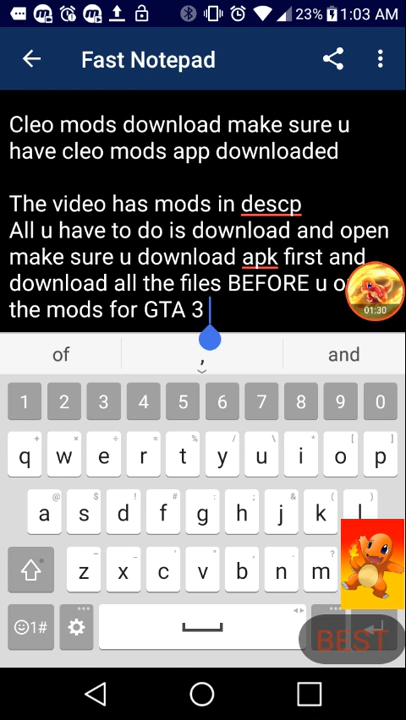 23% 1:03 AM
Fast Notepad
Cleo mods download make sure u
have cleo mods app downloaded
The video has mods in descp
All u have to do is download and open
make sure u download apk first and
download all the files BEFORE u o
the mods for GTA 3
01:30
of , and
1 2 3 4 5 6 7 8 9 0
q w e r t y u i o p
a s d f g h j k l
z x c v b n m
1#
BEST